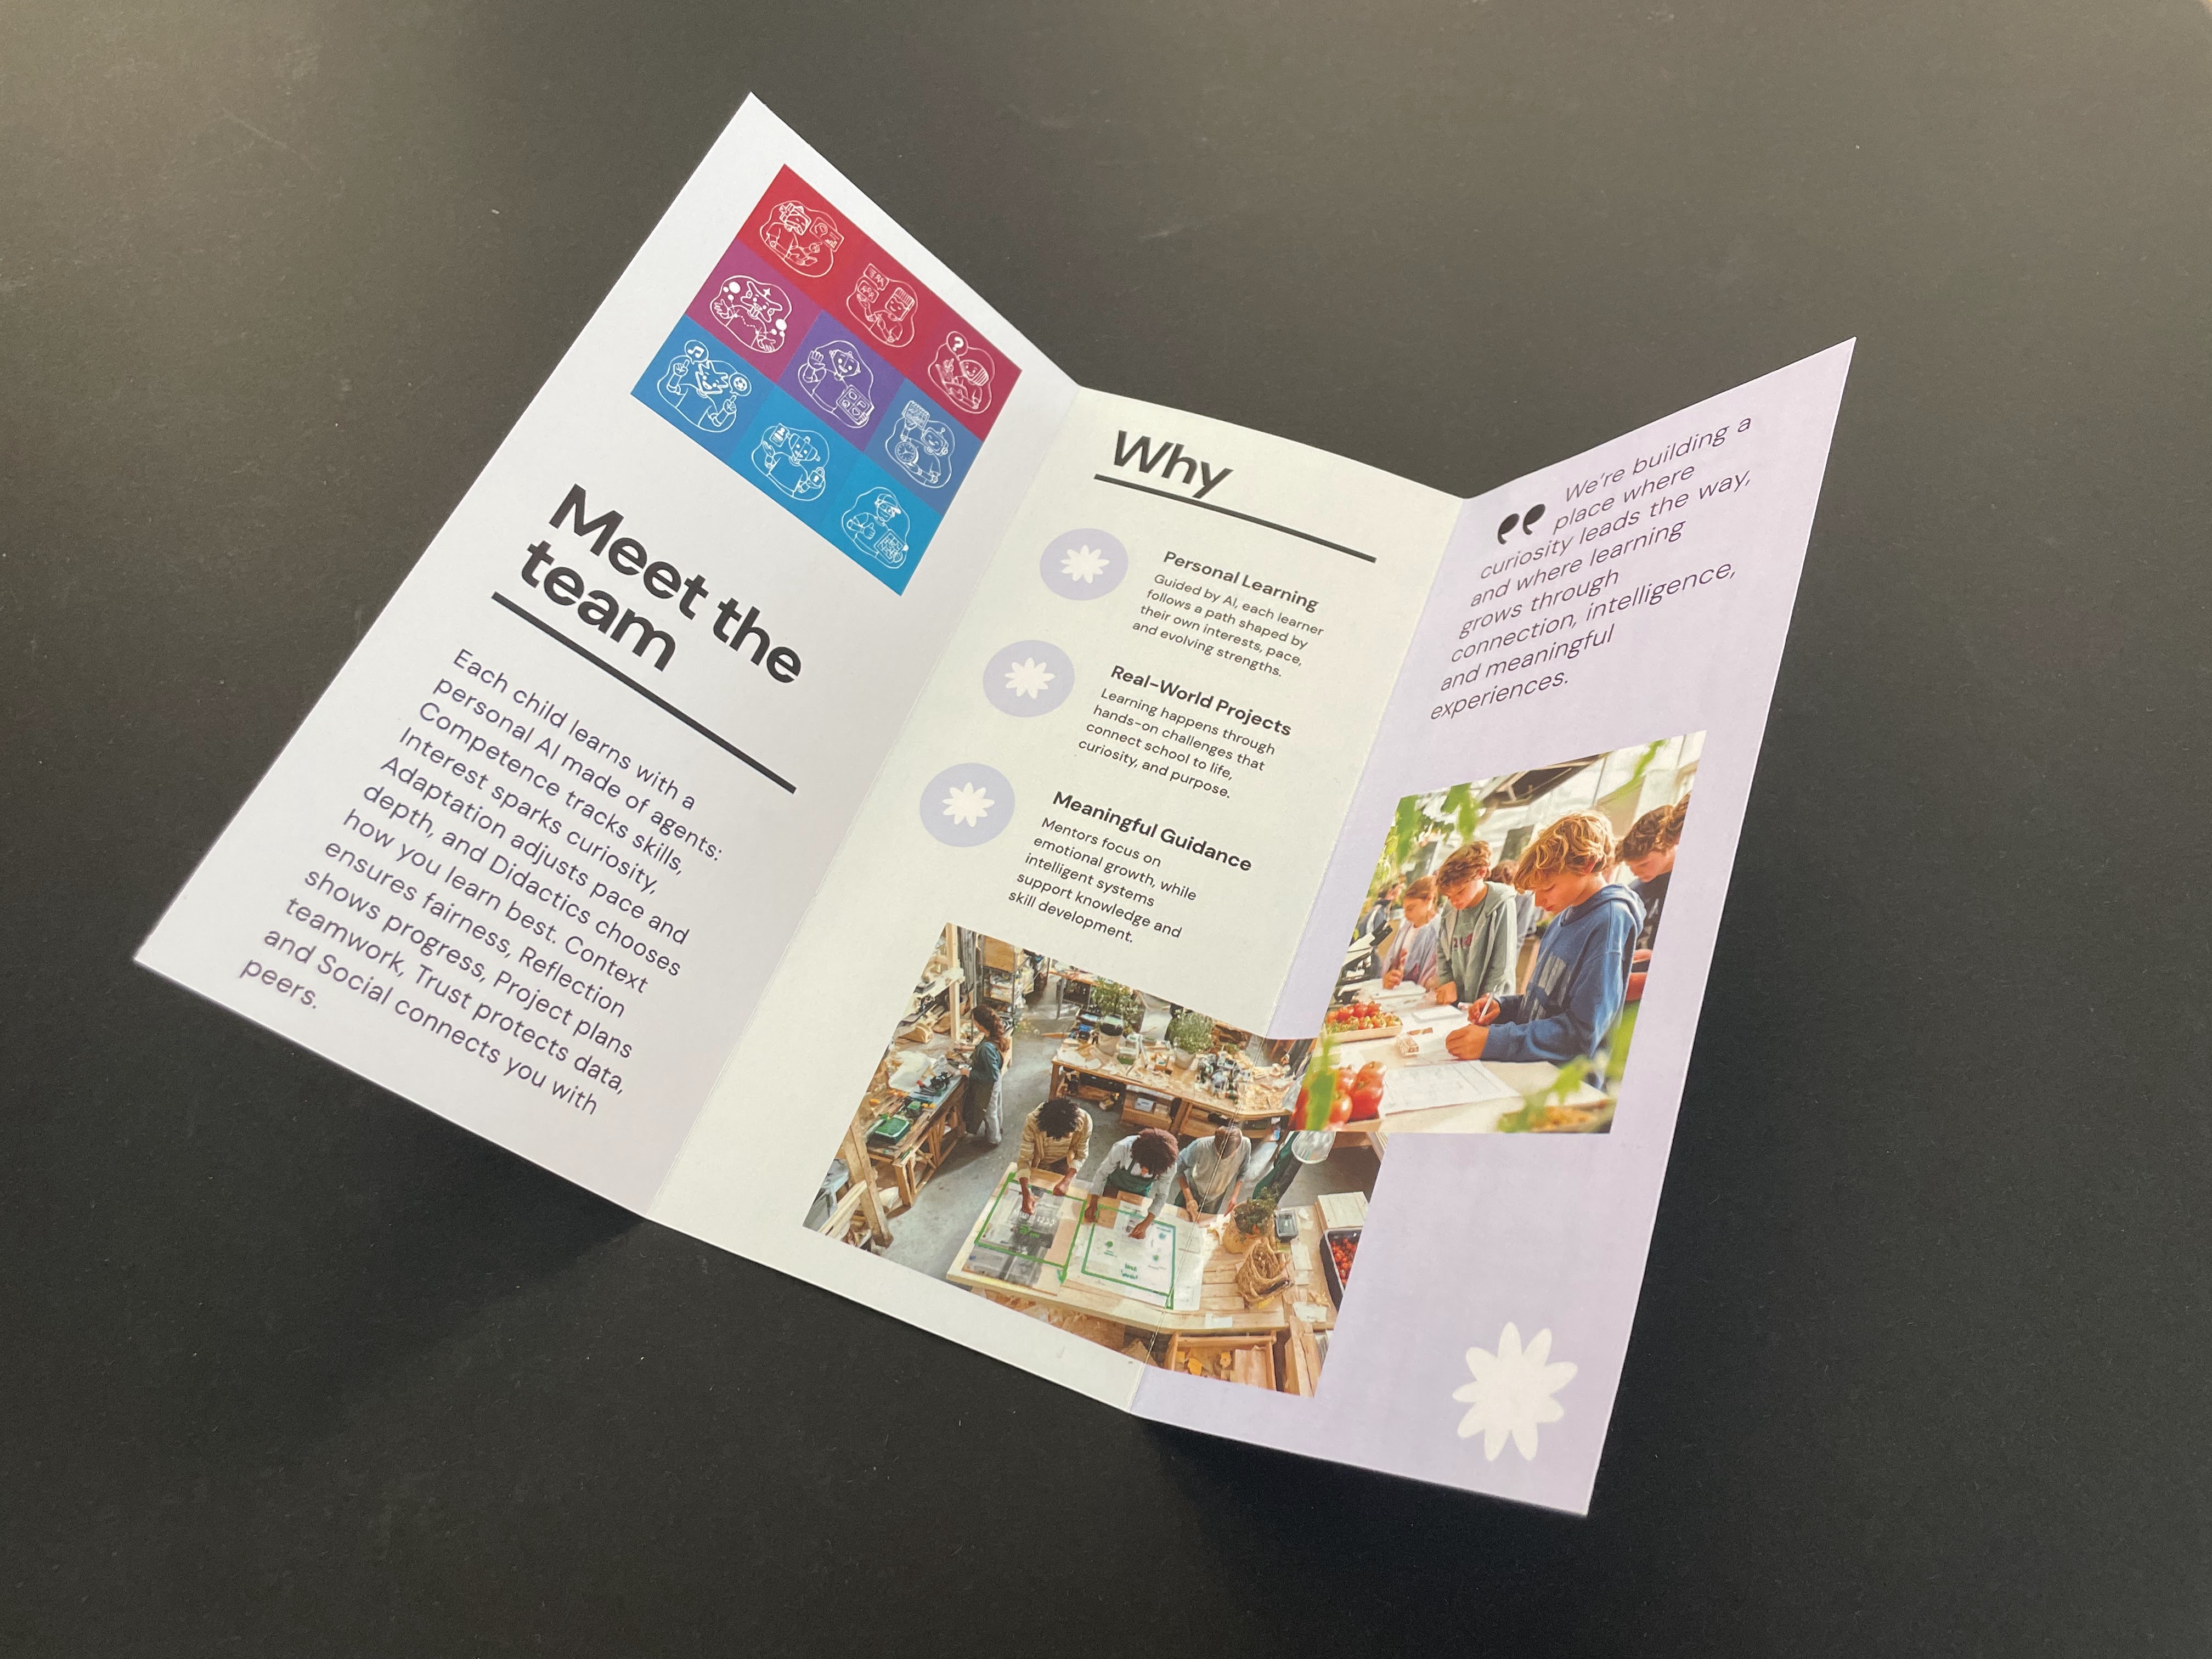 Meet the
team
Each child learns with a
personal AI made of agents:
Competence tracks skills,
Interest sparks curiosity,
Adaptation adjusts pace and
depth, and Didactics chooses
how you learn best. Context
ensures fairness, Reflection
shows progress, Project plans
teamwork, Trust protects data,
and Social connects you with
peers.
Why
Personal Learning
Guided by AI, each learner
follows a path shaped by
their own interests, pace,
and evolving strengths.
Real-World Projects
Learning happens through
hands-on challenges that
connect school to life,
curiosity, and purpose.
Meaningful Guidance
Mentors focus on
emotional growth, while
intelligent systems
support knowledge and
skill development.
“ We're building a
place where
curiosity leads the way,
and where learning
grows through
connection, intelligence,
and meaningful
experiences.